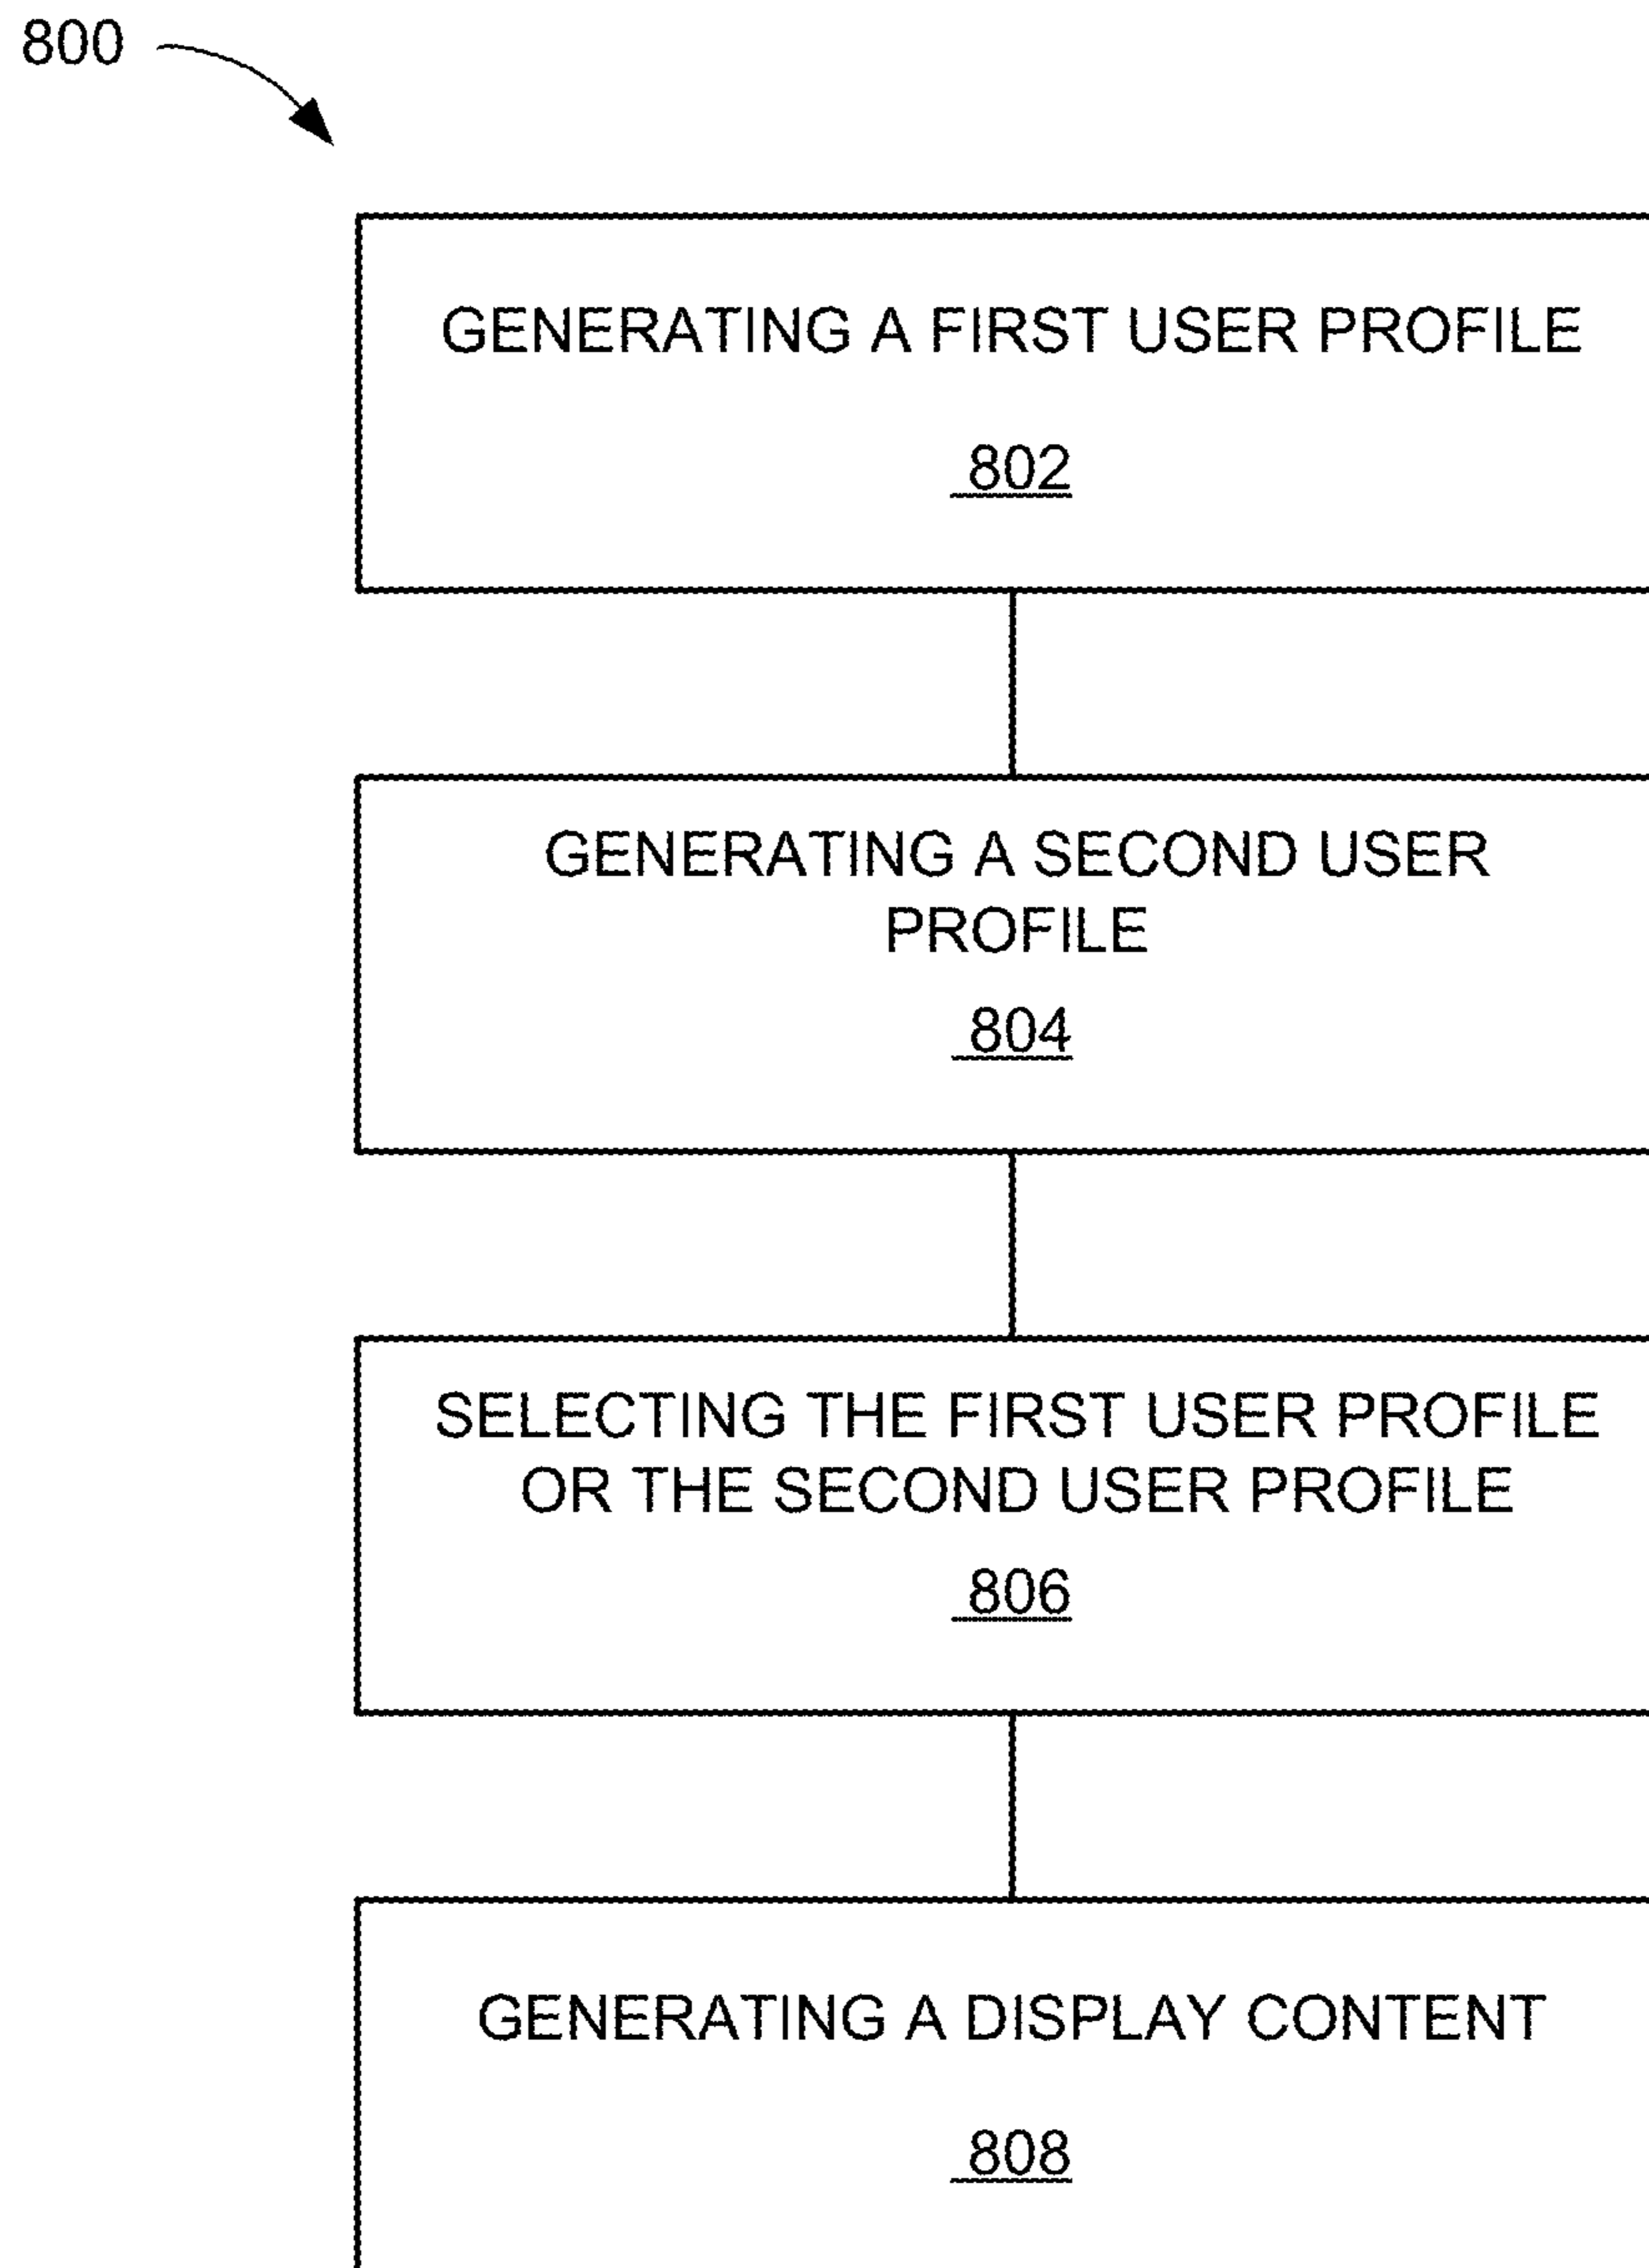 800
GENERATING A FIRST USER PROFILE
802
GENERATING A SECOND USER
PROFILE
804
SELECTING THE FIRST USER PROFILE
OR THE SECOND USER PROFILE
806
GENERATING A DISPLAY CONTENT
808